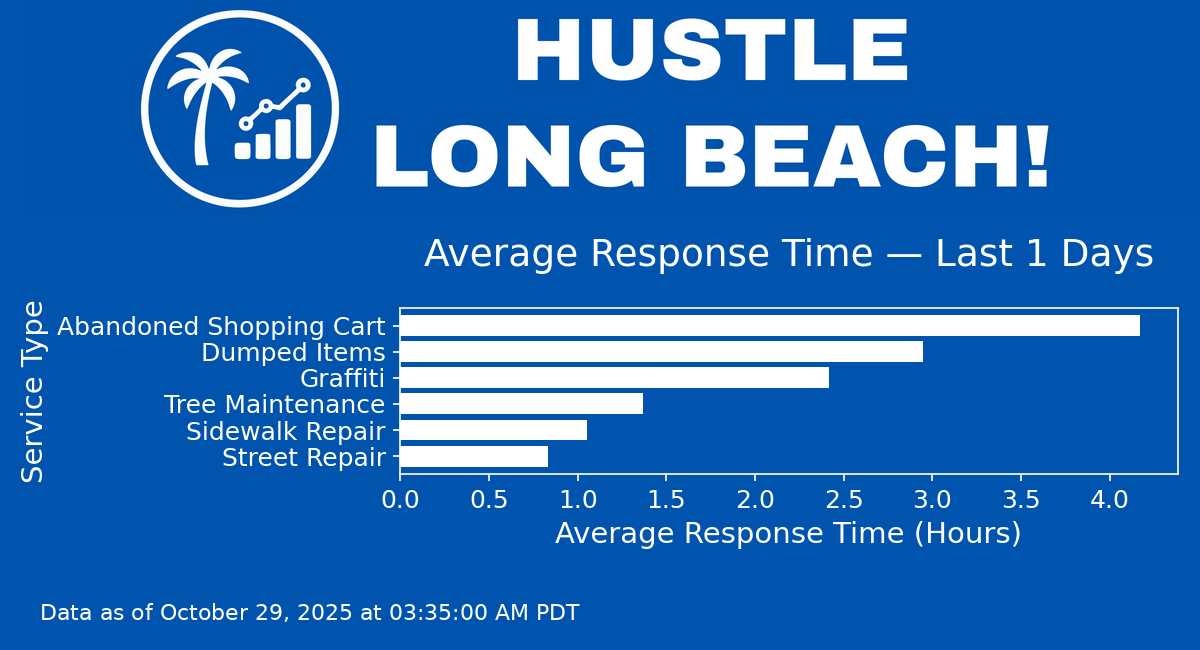 HUSTLE
LONG BEACH!
Average Response Time — Last 1 Days
Service Type
Abandoned Shopping Cart
Dumped Items
Graffiti
Tree Maintenance
Sidewalk Repair
Street Repair
0.0 0.5 1.0 1.5 2.0 2.5 3.0 3.5 4.0
Average Response Time (Hours)
Data as of October 29, 2025 at 03:35:00 AM PDT